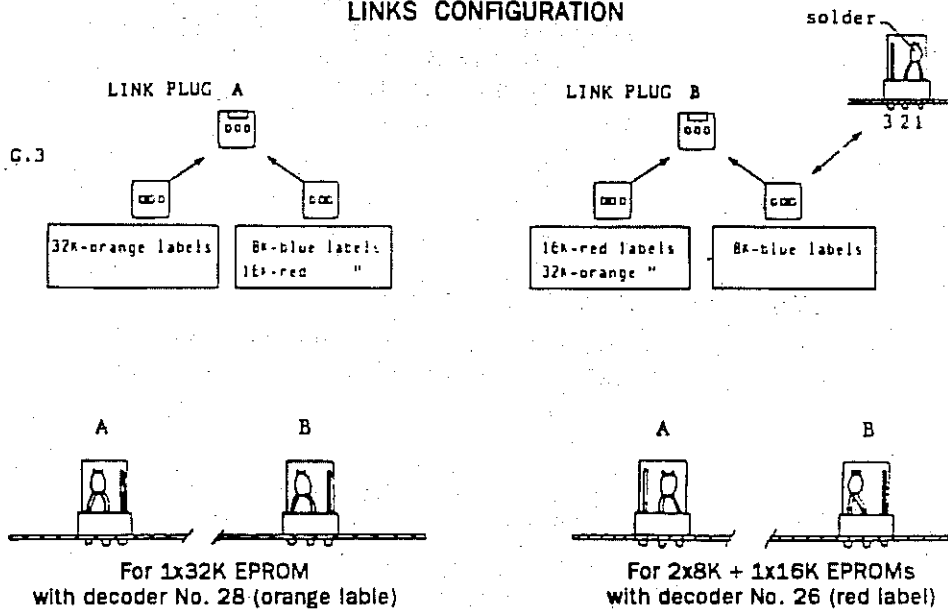 LINKS CONFIGURATION
solder
LINK PLUG A
LINK PLUG B
3 2 1
G.3
32K-orange labels
8K-blue labels
16K-red "
16K-red labels
32K-orange "
8K-blue labels
A
B
A
B
For 1x32K EPROM
with decoder No. 28 (orange lable)
For 2x8K + 1x16K EPROMs
with decoder No. 26 (red label)